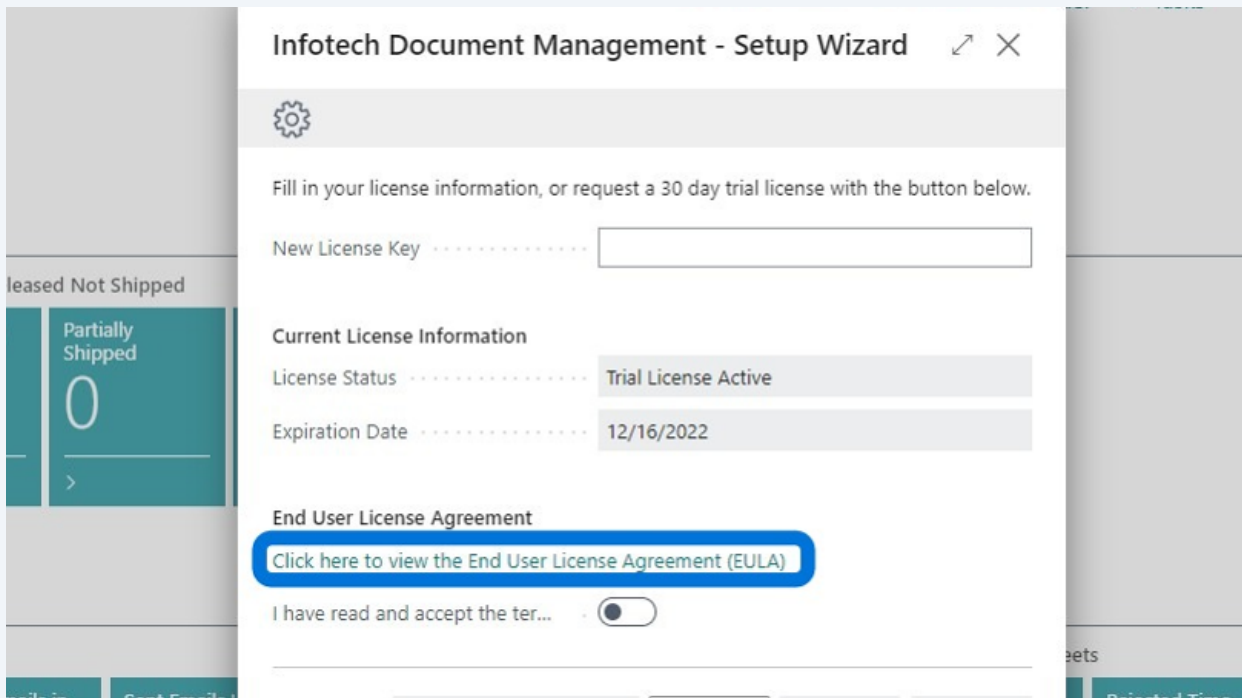 Infotech Document Management - Setup Wizard
Fill in your license information, or request a 30 day trial license with the button below.
New License Key
leased Not Shipped
Partially
Shipped
0
Current License Information
License Status
Trial License Active
Expiration Date
12/16/2022
End User License Agreement
Click here to view the End User License Agreement (EULA)
I have read and accept the ter...
eets